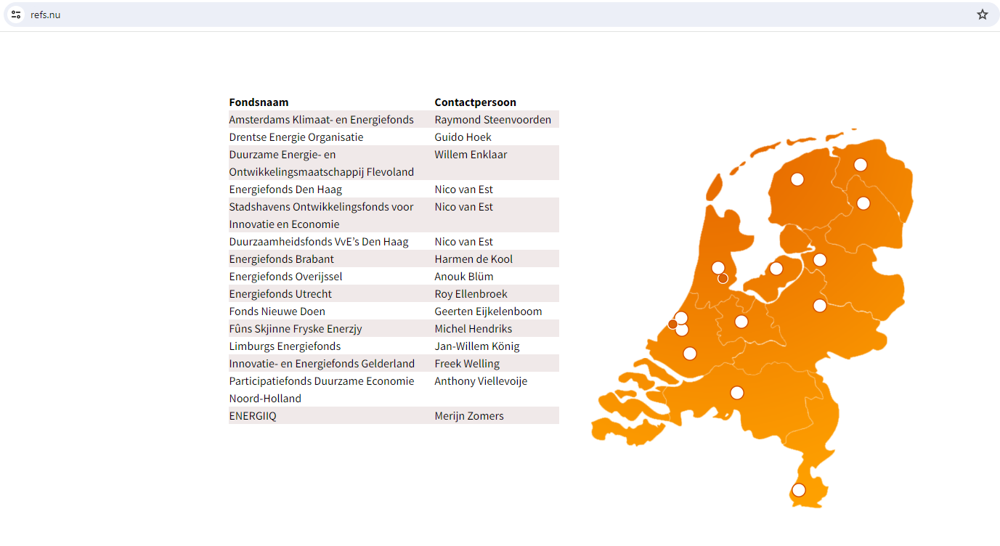 refs.nu
Fondsnaam Contactpersoon
Amsterdams Klimaat- en Energiefonds Raymond Steenvoorden
Drentse Energie Organisatie Guido Hoek
Duurzame Energie- en Willem Enklaar
Ontwikkelingsmaatschappij Flevoland
Energiefonds Den Haag Nico van Est
Stadshavens Ontwikkelingsfonds voor Nico van Est
Innovatie en Economie
Duurzaamheidsfonds VvE’s Den Haag Nico van Est
Energiefonds Brabant Harmen de Kool
Energiefonds Overijssel Anouk Blüm
Energiefonds Utrecht Roy Ellenbroek
Fonds Nieuwe Doen Geerten Eijkelenboom
Fûns Skjinne Fryske Enerzjy Michel Hendriks
Limburgs Energiefonds Jan-Willem König
Innovatie- en Energiefonds Gelderland Freek Welling
Participatiefonds Duurzame Economie Anthony Viellevoije
Noord-Holland
ENERGIIQ Merijn Zomers